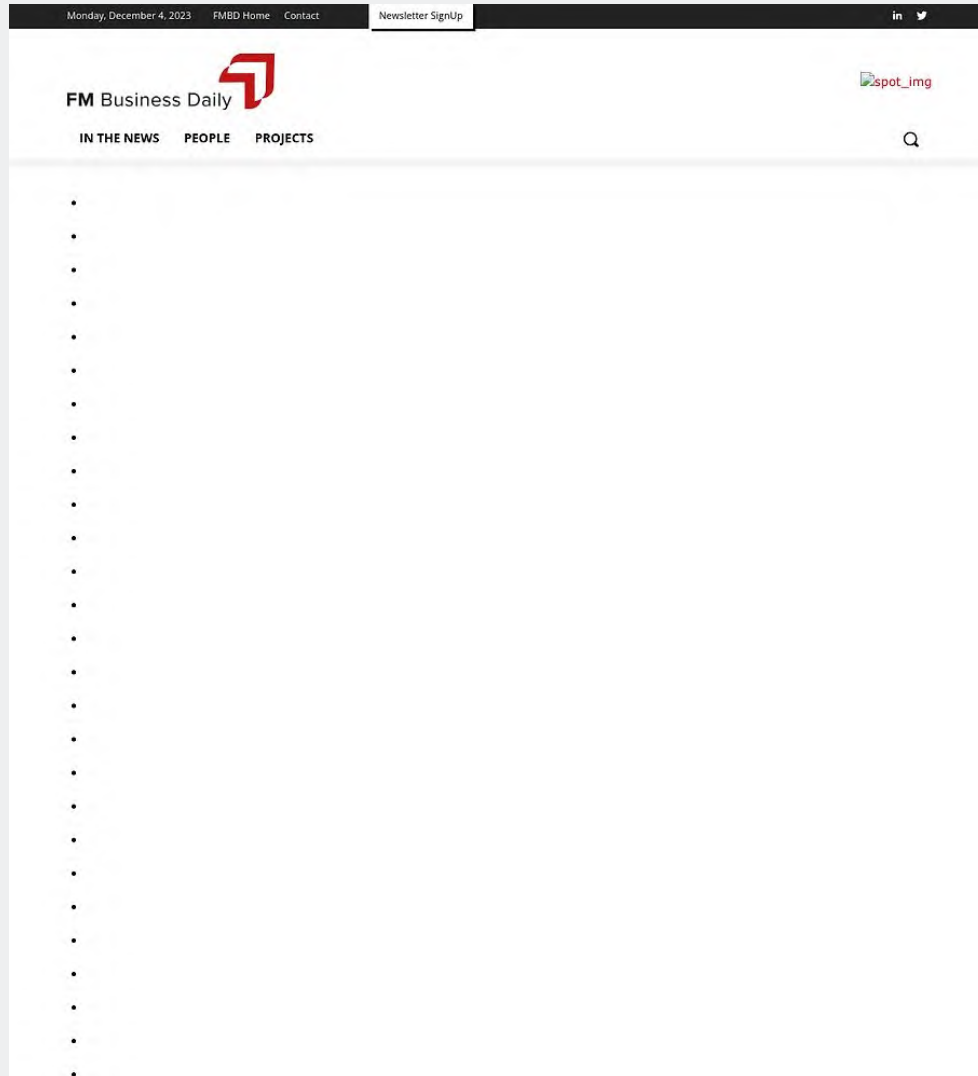 Monday, December 4, 2023 FMBD Home Contact Newsletter SignUp in
FM Business Daily
spot_img
IN THE NEWS PEOPLE PROJECTS